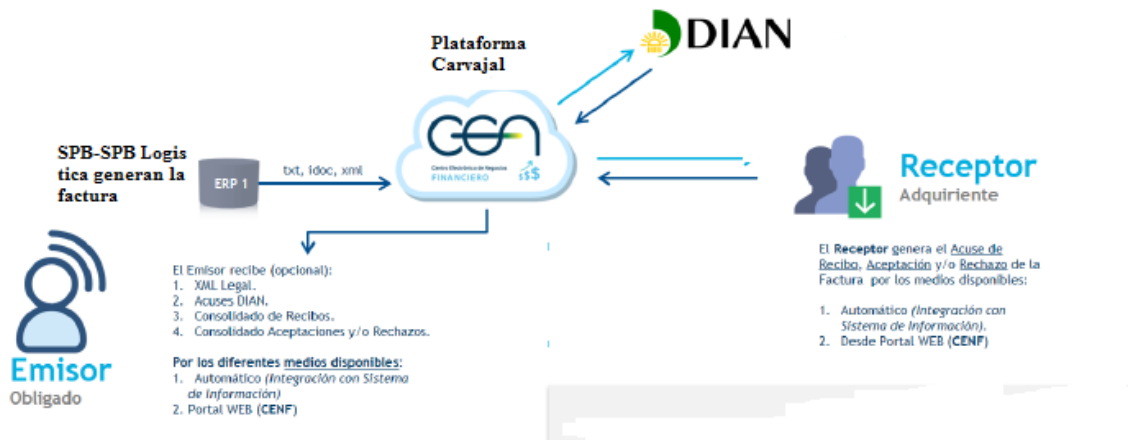 Plataforma
Carvajal
DIAN
SPB-SPB Logis
tica generan la
factura
ERP 1
txt, idoc, xml
cen
Centro Electrónico de Negocios
FINANCIERO
$$$
Receptor
Adquiriente
El Receptor genera el Acuse de
Recibo, Aceptación y/o Rechazo de la
Factura por los medios disponibles:
1. Automático (Integración con
Sistema de Información).
2. Desde Portal WEB (CENF)
Emisor
Obligado
El Emisor recibe (opcional):
1. XML Legal.
2. Acuses DIAN.
3. Consolidado de Recibos.
4. Consolidado Aceptaciones y/o Rechazos.
Por los diferentes medios disponibles:
1. Automático (Integración con Sistema
de Información)
2. Portal WEB (CENF)